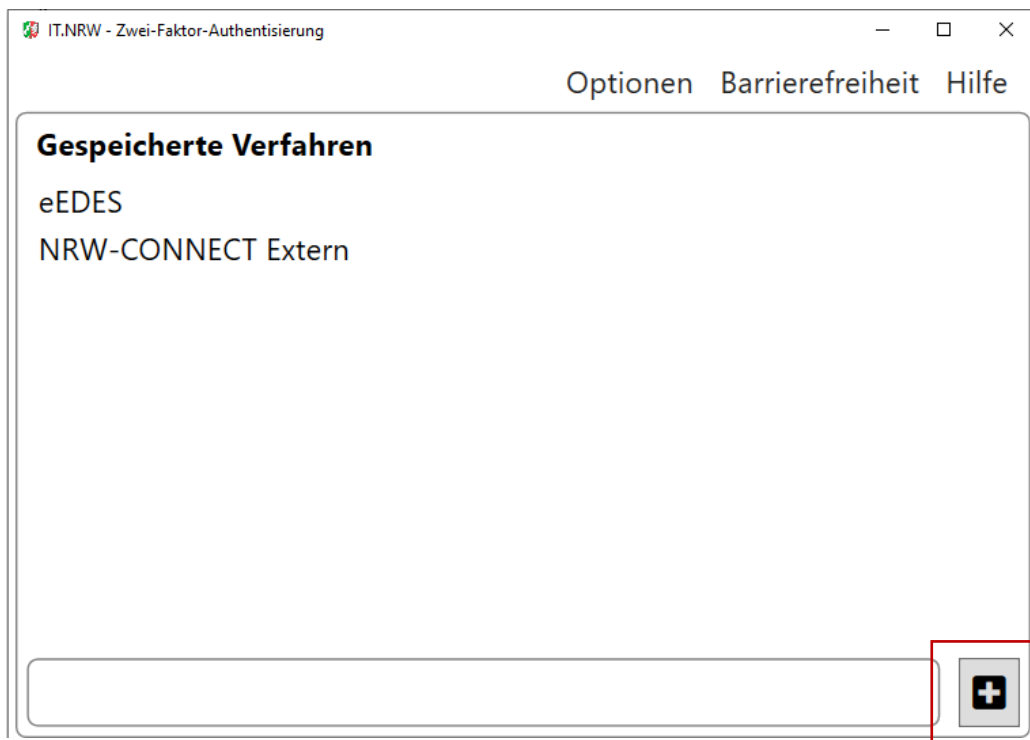 IT.NRW - Zwei-Faktor-Authentisierung
Optionen Barrierefreiheit Hilfe
Gespeicherte Verfahren
eEDES
NRW-CONNECT Extern